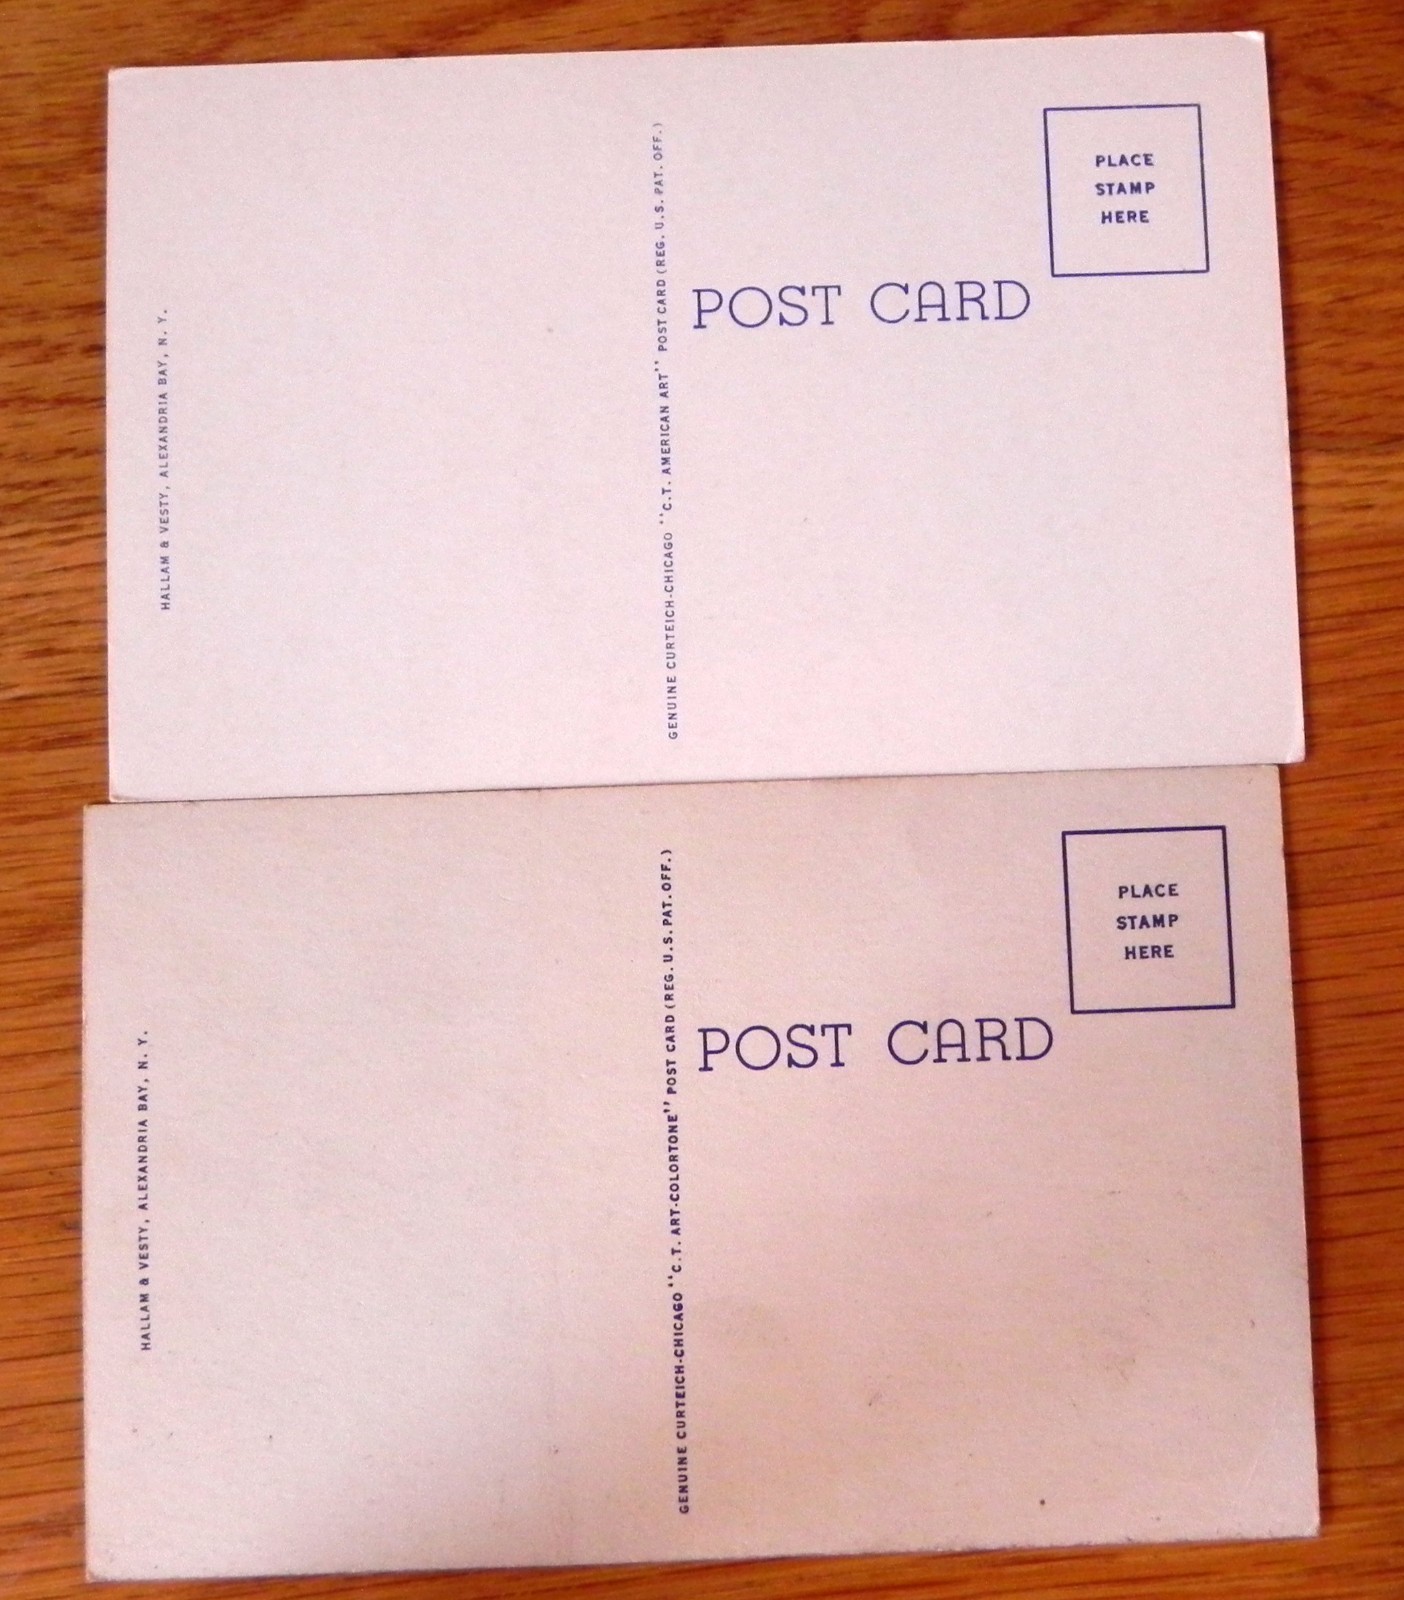 HALLAM & VESTY, ALEXANDRIA BAY, N. Y.
GENUINE CURTEICH-CHICAGO "C.T. AMERICAN ART" POST CARD (REG. U.S. PAT. OFF.)
POST CARD
PLACE
STAMP
HERE
HALLAM & VESTY, ALEXANDRIA BAY, N. Y.
GENUINE CURTEICH-CHICAGO "C.T. ART-COLORTONE" POST CARD (REG. U.S. PAT. OFF.)
POST CARD
PLACE
STAMP
HERE